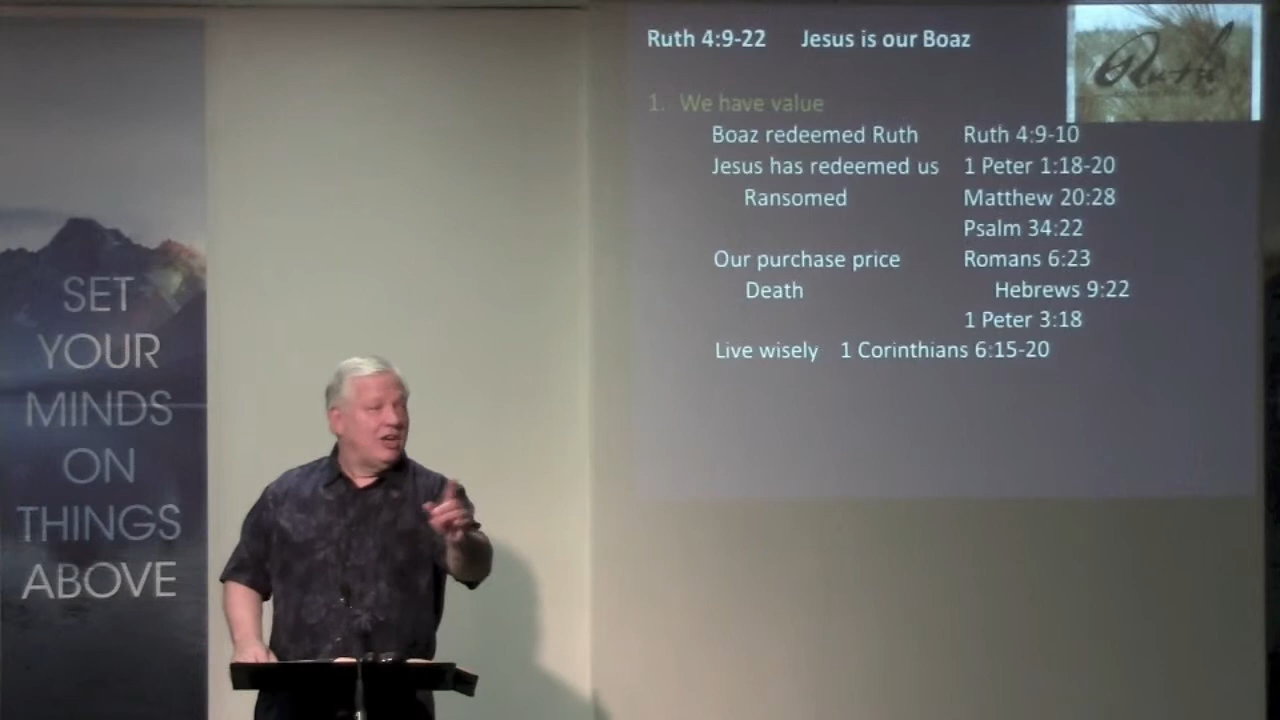 SET
YOUR
MINDS
ON
THINGS
ABOVE
Ruth 4:9-22 Jesus is our Boaz
Ruth
1. We have value
Boaz redeemed Ruth Ruth 4:9-10
Jesus has redeemed us 1 Peter 1:18-20
Ransomed Matthew 20:28
Psalm 34:22
Our purchase price Romans 6:23
Death Hebrews 9:22
1 Peter 3:18
Live wisely 1 Corinthians 6:15-20